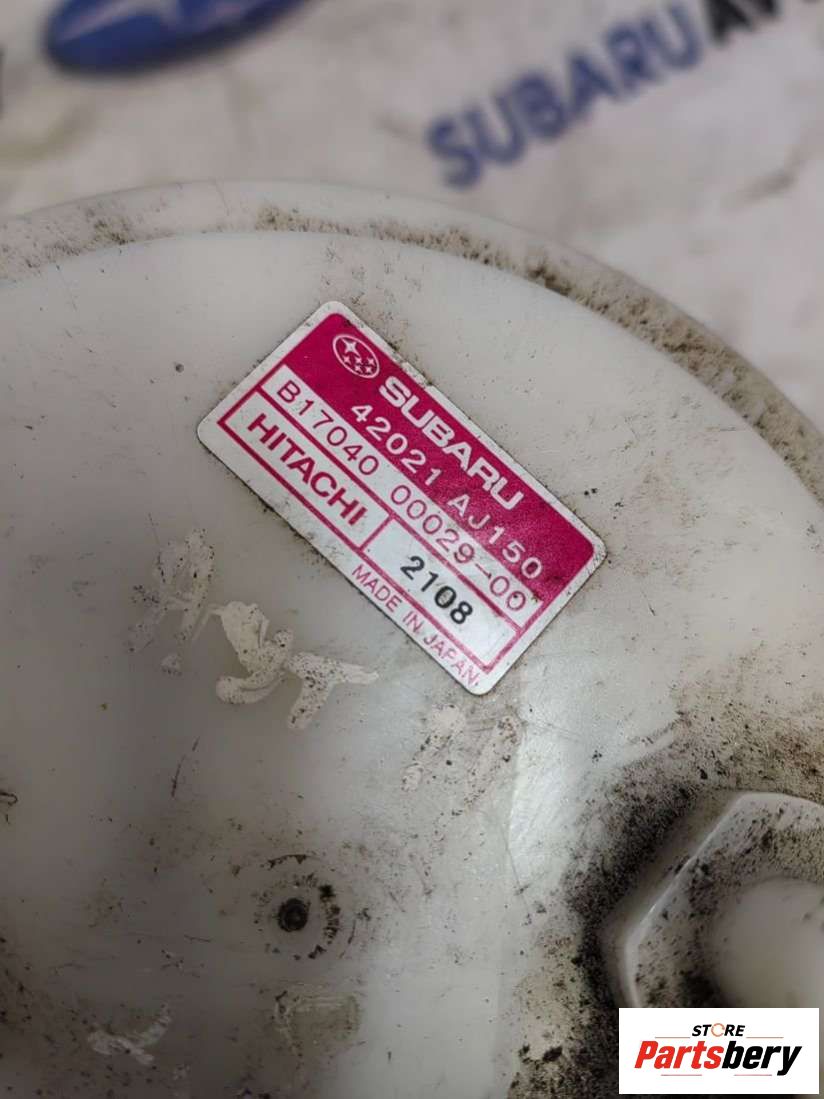 SUBARU
SUBARU
42021 AJ150
B17040 00029-00
HITACHI
2108
MADE IN JAPAN
STORE
Partsbery